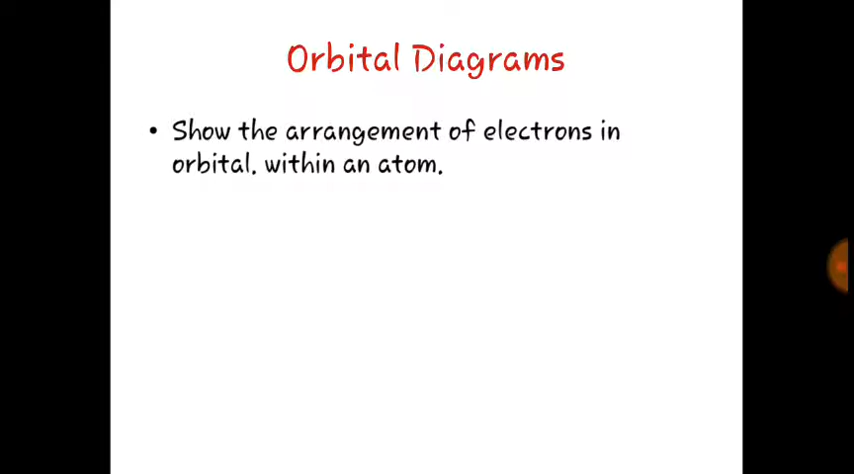 Orbital Diagrams
• Show the arrangement of electrons in
orbital. within an atom.